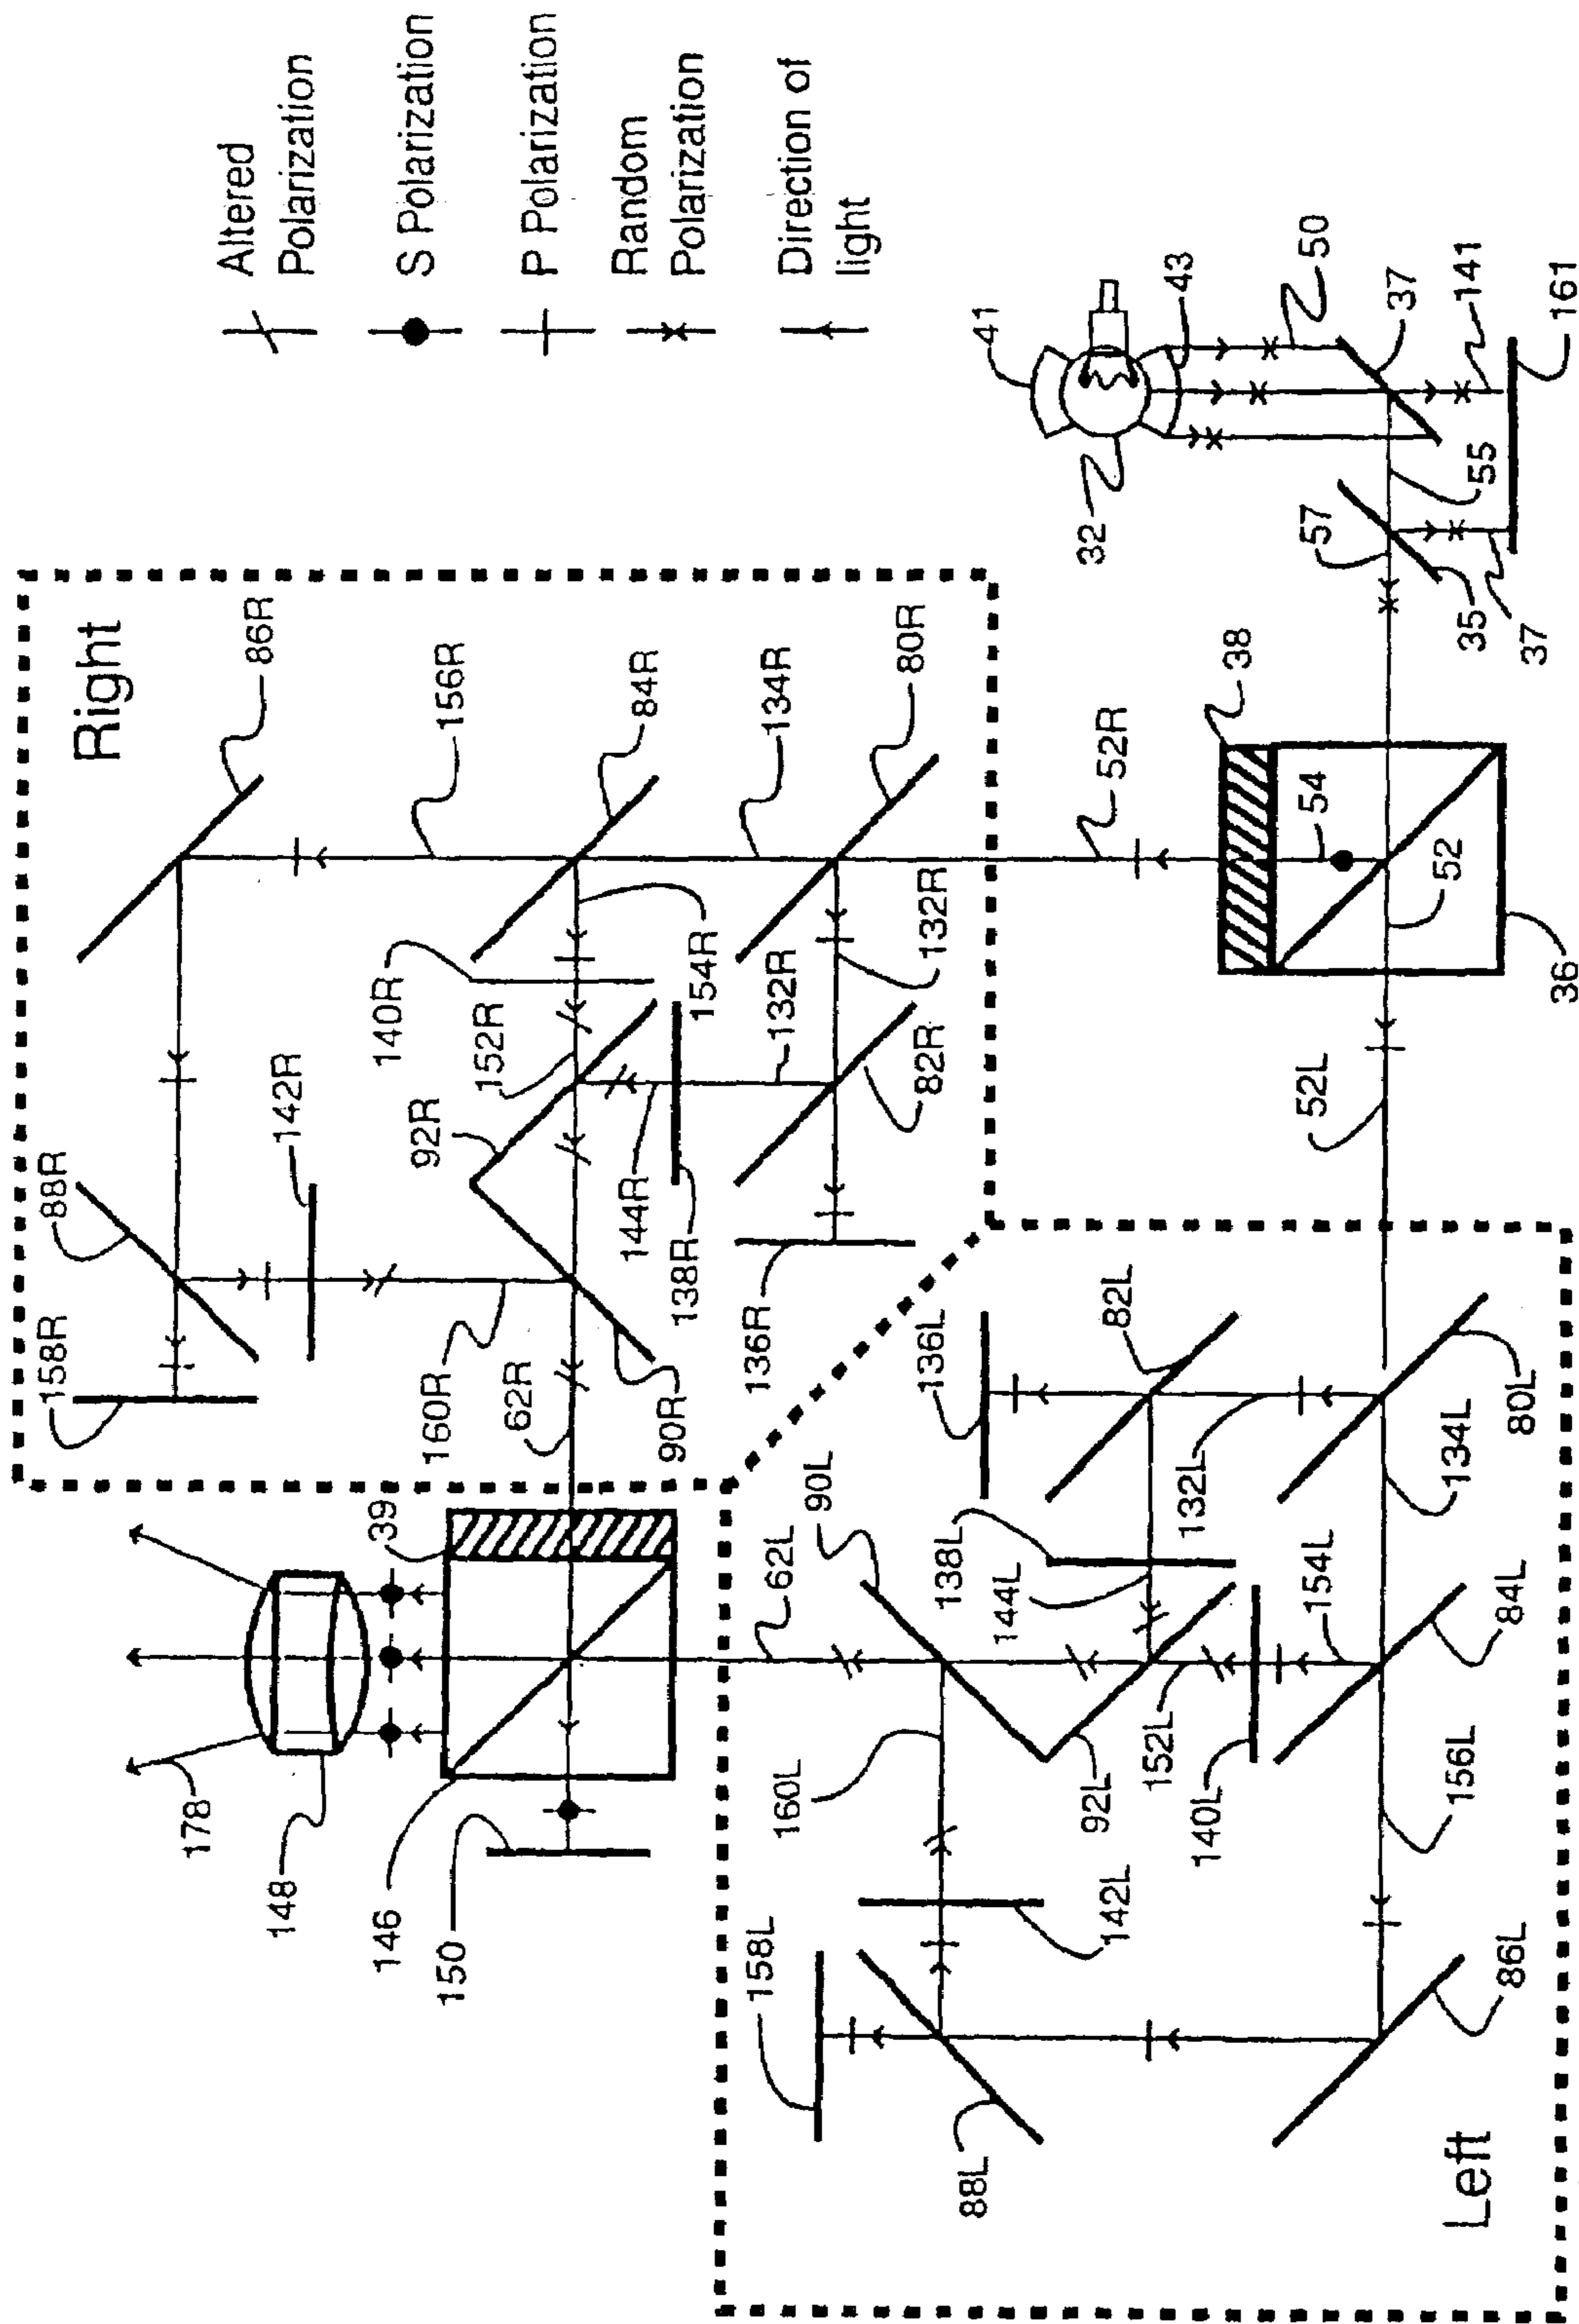 Altered
Polarization
S Polarization
P Polarization
Random
Polarization
Direction of
light
Right
86R
156R
84R
134R
80R
52R
38
54
52
36
88R
142R
158R
140R
152R
92R
154R
132R
132R
82R
144R
138R
136R
160R
62R
90R
41
32
43
50
37
141
161
55
57
35
37
52L
39
178
148
146
150
62L
90L
136L
82L
138L
144L
132L
80L
134L
154L
84L
160L
92L
152L
140L
156L
142L
158L
88L
86L
Left